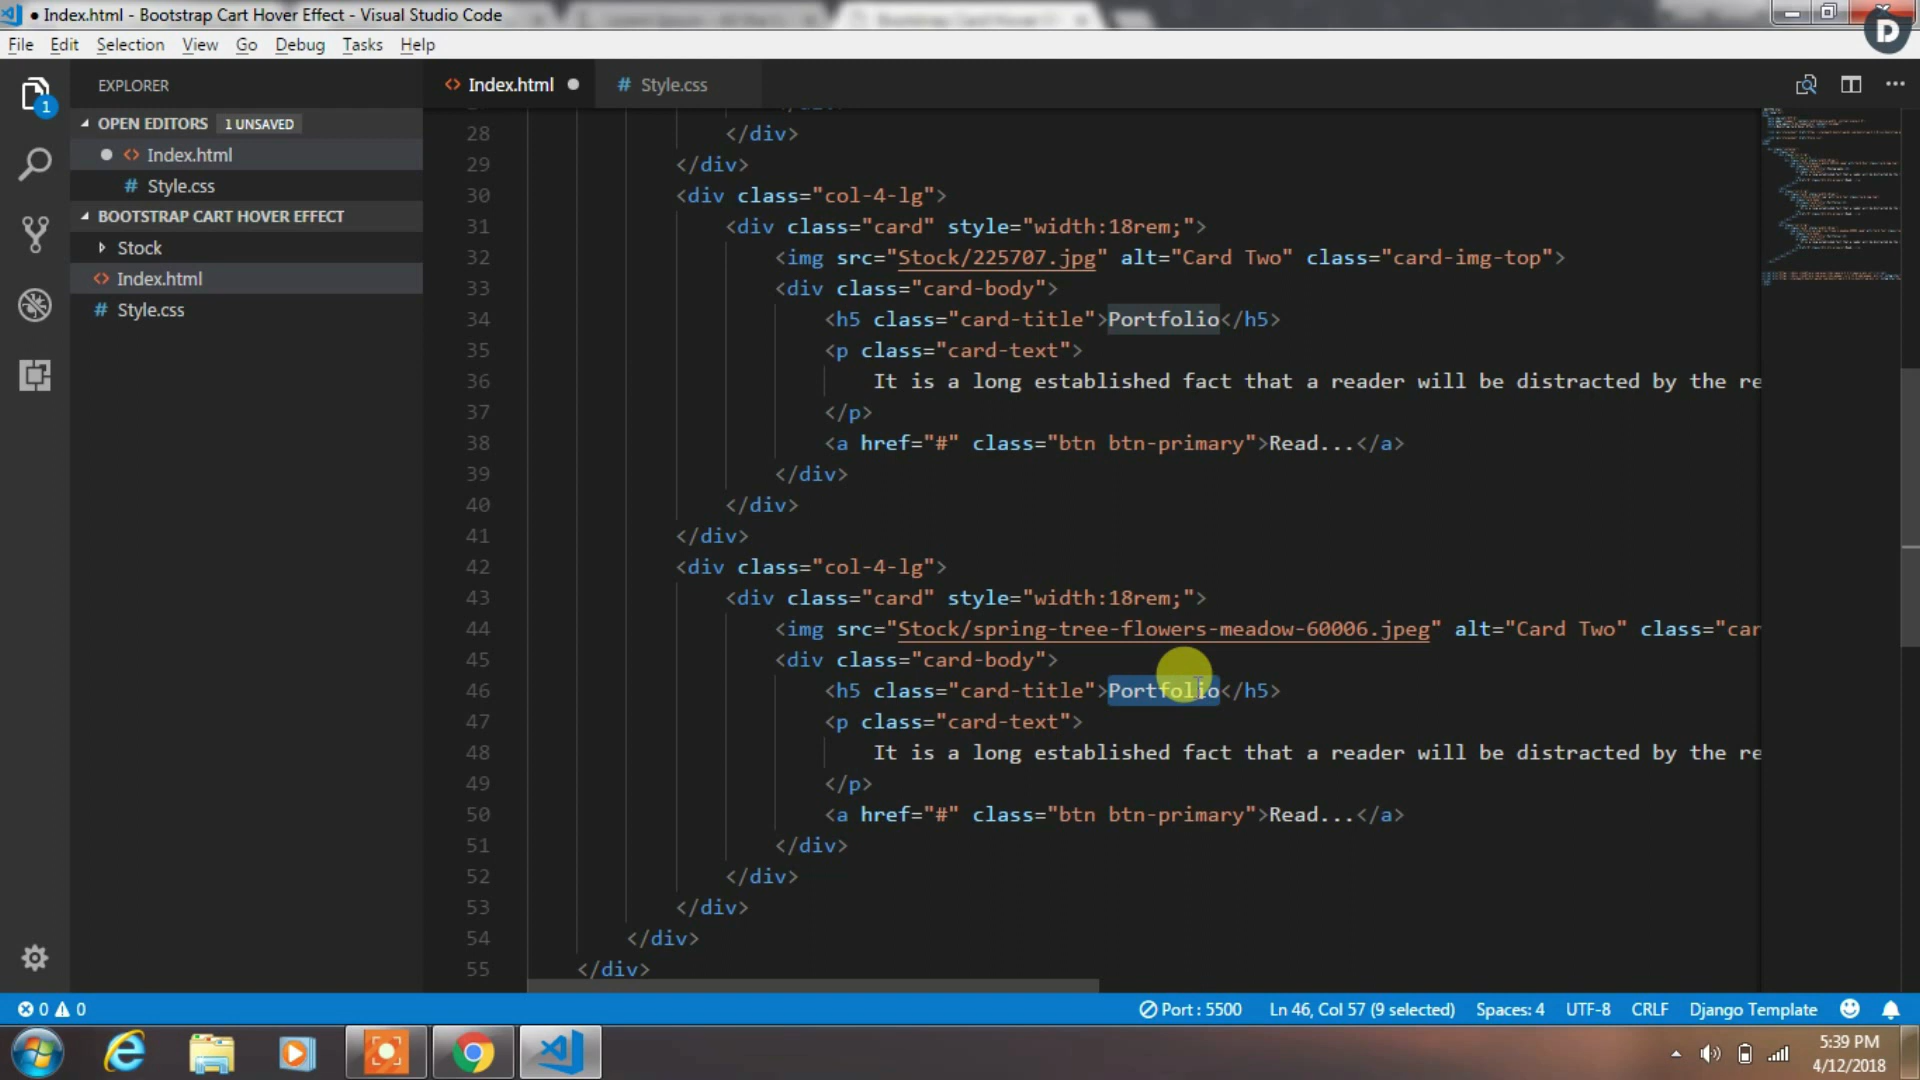 ● Index.html - Bootstrap Cart Hover Effect - Visual Studio Code
File Edit Selection View Go Debug Tasks Help
D
EXPLORER
1
OPEN EDITORS 1 UNSAVED
<> Index.html
# Style.css
BOOTSTRAP CART HOVER EFFECT
Stock
<> Index.html
# Style.css
<> Index.html ●
# Style.css
28 </div>
29 </div>
30 <div class="col-4-lg">
31 <div class="card" style="width:18rem;">
32 <img src="Stock/225707.jpg" alt="Card Two" class="card-img-top">
33 <div class="card-body">
34 <h5 class="card-title">Portfolio</h5>
35 <p class="card-text">
36 It is a long established fact that a reader will be distracted by the re
37 </p>
38 <a href="#" class="btn btn-primary">Read...</a>
39 </div>
40 </div>
41 </div>
42 <div class="col-4-lg">
43 <div class="card" style="width:18rem;">
44 <img src="Stock/spring-tree-flowers-meadow-60006.jpeg" alt="Card Two" class="car
45 <div class="card-body">
46 <h5 class="card-title">Portfolio</h5>
47 <p class="card-text">
48 It is a long established fact that a reader will be distracted by the re
49 </p>
50 <a href="#" class="btn btn-primary">Read...</a>
51 </div>
52 </div>
53 </div>
54 </div>
55 </div>
0 0 Port : 5500 Ln 46, Col 57 (9 selected) Spaces: 4 UTF-8 CRLF Django Template
5:39 PM
4/12/2018